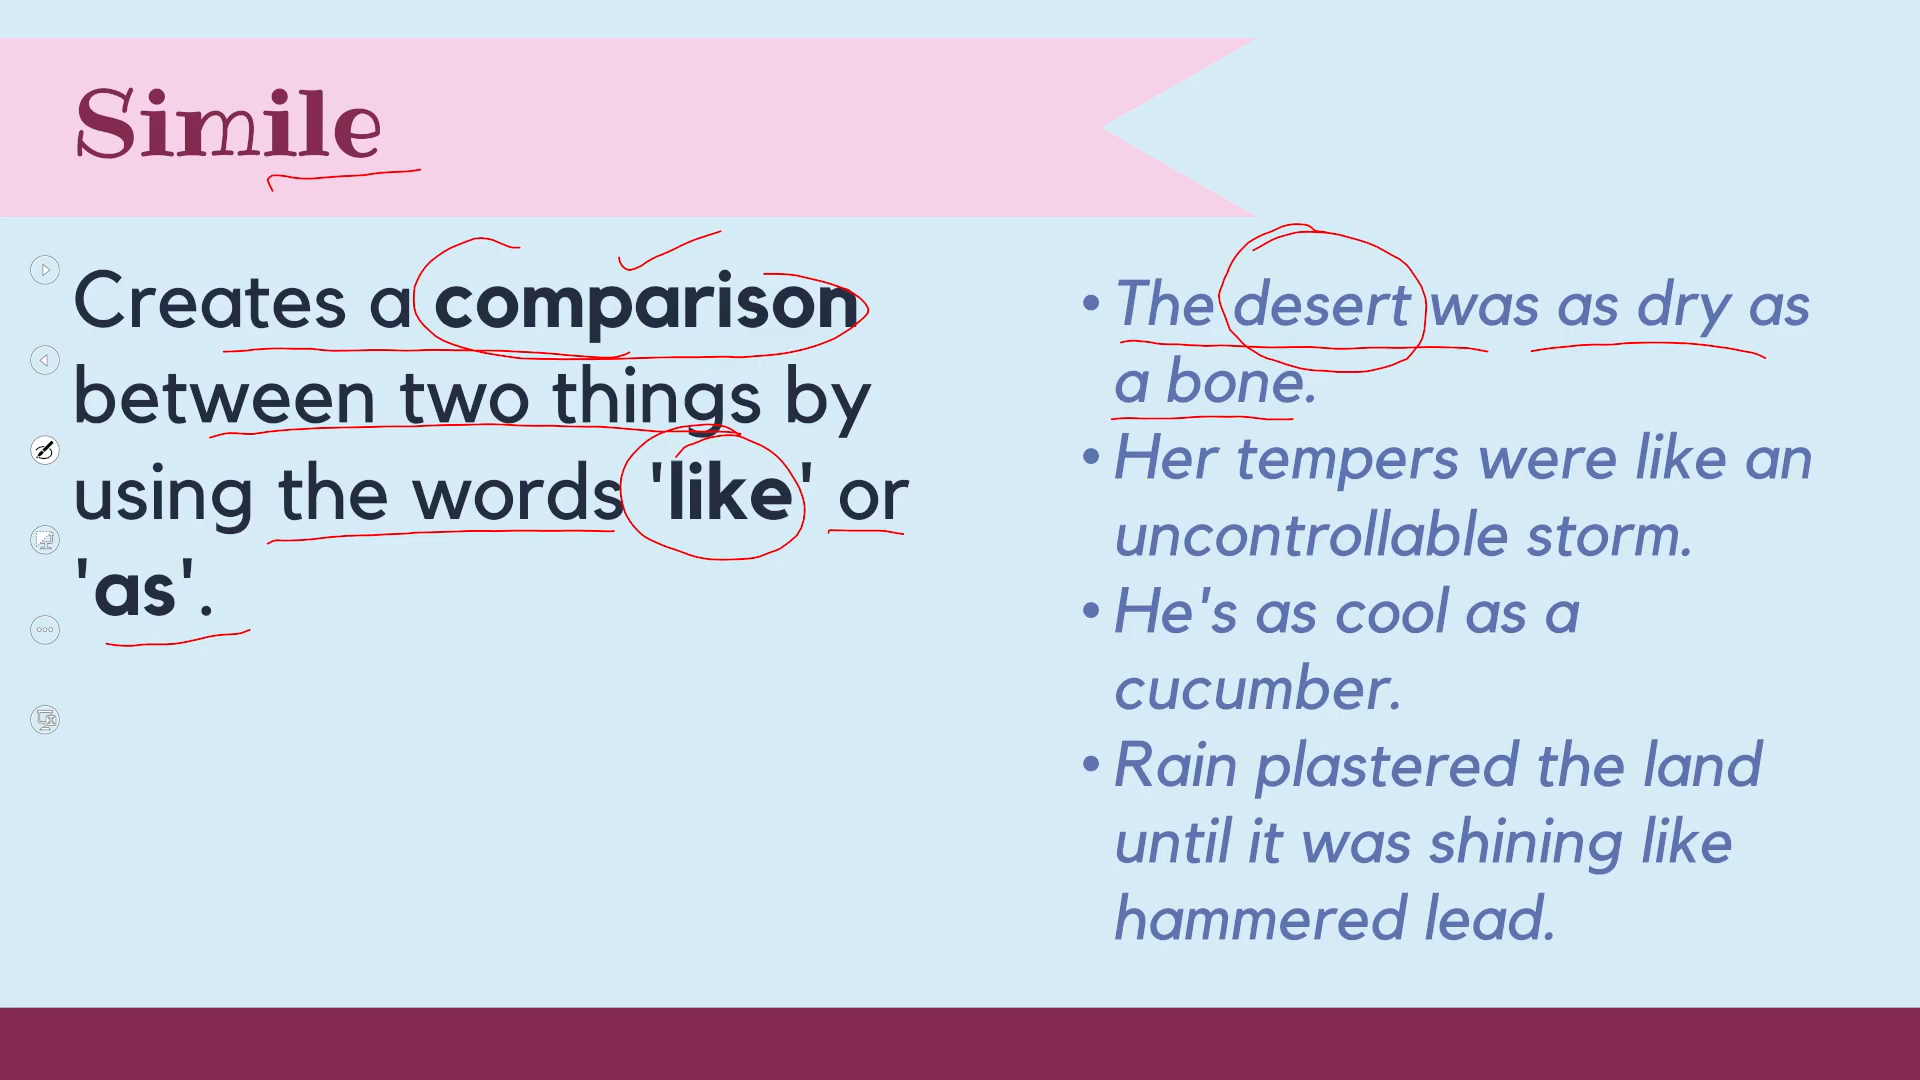 Simile
Creates a comparison
between two things by
using the words 'like' or
'as'.
• The desert was as dry as
a bone.
• Her tempers were like an
uncontrollable storm.
• He's as cool as a
cucumber.
• Rain plastered the land
until it was shining like
hammered lead.